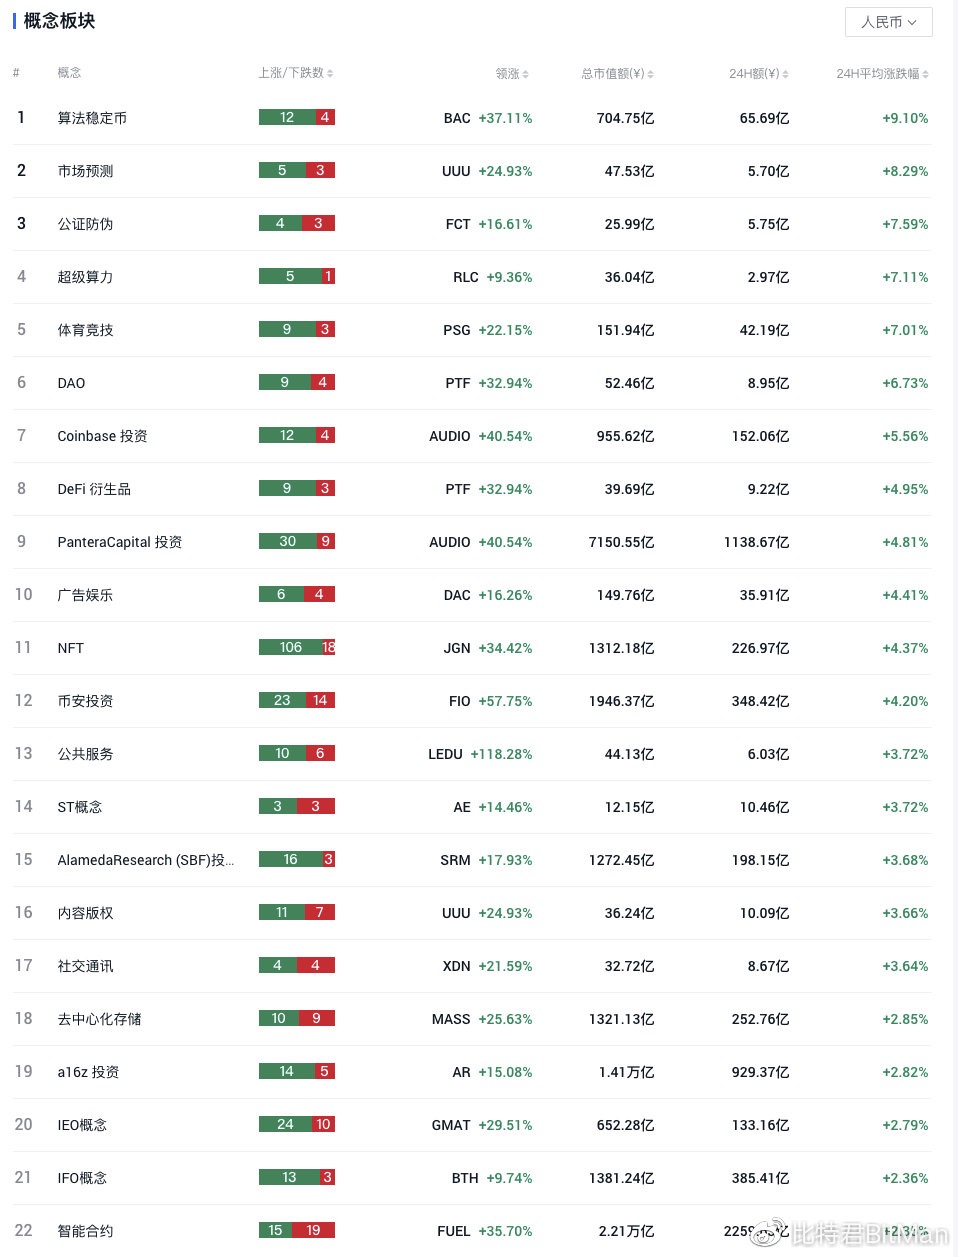 概念板块
人民币
# 概念 上涨/下跌数 领涨 总市值额(¥) 24H额(¥) 24H平均涨跌幅
1 算法稳定币 12 4 BAC +37.11% 704.75亿 65.69亿 +9.10%
2 市场预测 5 3 UUU +24.93% 47.53亿 5.70亿 +8.29%
3 公证防伪 4 3 FCT +16.61% 25.99亿 5.75亿 +7.59%
4 超级算力 5 1 RLC +9.36% 36.04亿 2.97亿 +7.11%
5 体育竞技 9 3 PSG +22.15% 151.94亿 42.19亿 +7.01%
6 DAO 9 4 PTF +32.94% 52.46亿 8.95亿 +6.73%
7 Coinbase 投资 12 4 AUDIO +40.54% 955.62亿 152.06亿 +5.56%
8 DeFi 衍生品 9 3 PTF +32.94% 39.69亿 9.22亿 +4.95%
9 PanteraCapital 投资 30 9 AUDIO +40.54% 7150.55亿 1138.67亿 +4.81%
10 广告娱乐 6 4 DAC +16.26% 149.76亿 35.91亿 +4.41%
11 NFT 106 18 JGN +34.42% 1312.18亿 226.97亿 +4.37%
12 币安投资 23 14 FIO +57.75% 1946.37亿 348.42亿 +4.20%
13 公共服务 10 6 LEDU +118.28% 44.13亿 6.03亿 +3.72%
14 ST概念 3 3 AE +14.46% 12.15亿 10.46亿 +3.72%
15 AlamedaResearch (SBF)投... 16 3 SRM +17.93% 1272.45亿 198.15亿 +3.68%
16 内容版权 11 7 UUU +24.93% 36.24亿 10.09亿 +3.66%
17 社交通讯 4 4 XDN +21.59% 32.72亿 8.67亿 +3.64%
18 去中心化存储 10 9 MASS +25.63% 1321.13亿 252.76亿 +2.85%
19 a16z 投资 14 5 AR +15.08% 1.41万亿 929.37亿 +2.82%
20 IEO概念 24 10 GMAT +29.51% 652.28亿 133.16亿 +2.79%
21 IFO概念 13 3 BTH +9.74% 1381.24亿 385.41亿 +2.36%
22 智能合约 15 19 FUEL +35.70% 2.21万亿